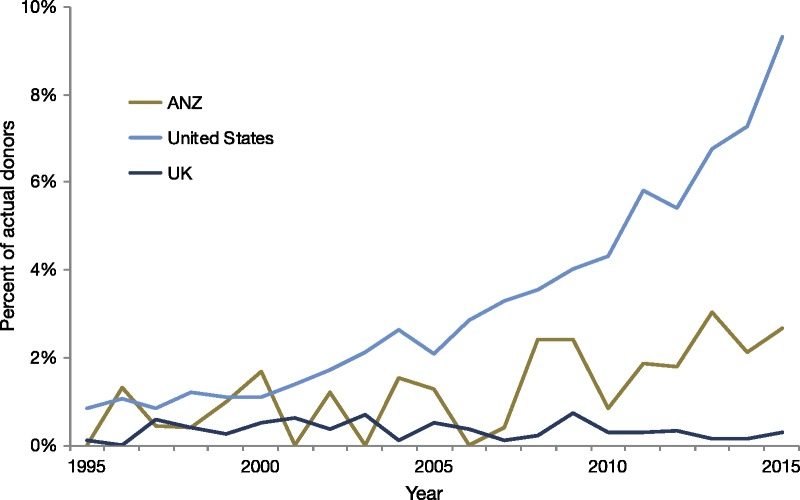 10%
8%
6%
4%
2%
0%
Percent of actual donors
ANZ
United States
UK
1995
2000
2005
2010
2015
Year